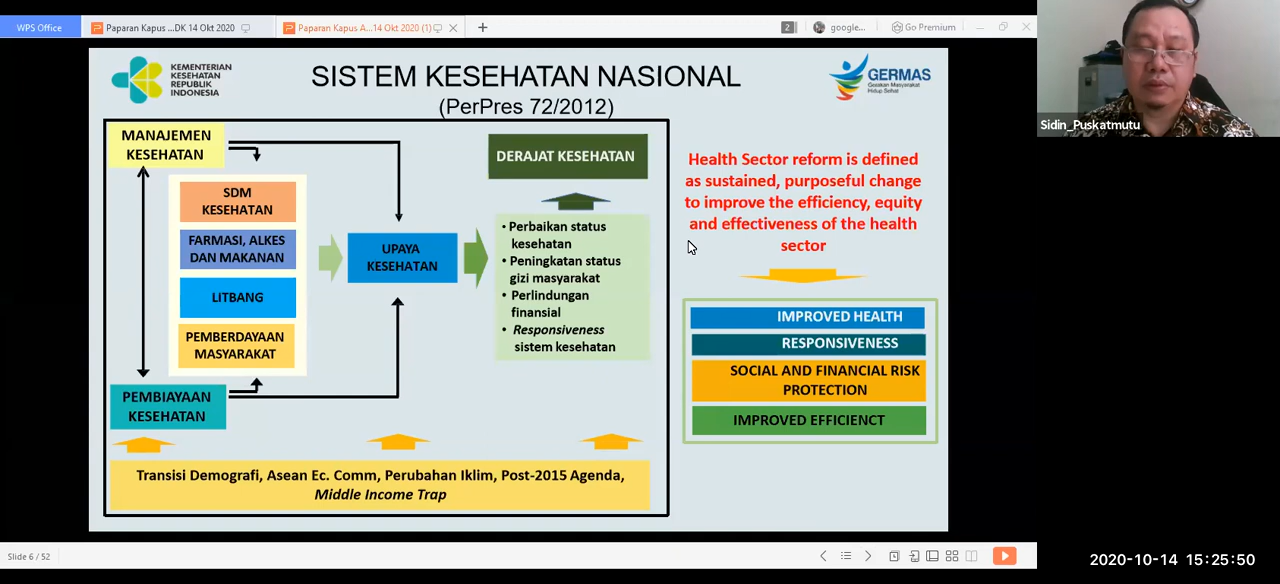 WPS Office
Paparan Kapus ...DK 14 Okt 2020
Paparan Kapus A...14 Okt 2020 (1)
2
google...
Go Premium
KEMENTERIAN
KESEHATAN
REPUBLIK
INDONESIA
SISTEM KESEHATAN NASIONAL
(PerPres 72/2012)
GERMAS
Gerakan Masyarakat
Hidup Sehat
Sidin_Puskatmutu
MANAJEMEN
KESEHATAN
SDM
KESEHATAN
FARMASI, ALKES
DAN MAKANAN
LITBANG
PEMBERDAYAAN
MASYARAKAT
PEMBIAYAAN
KESEHATAN
UPAYA
KESEHATAN
DERAJAT KESEHATAN
• Perbaikan status
kesehatan
• Peningkatan status
gizi masyarakat
• Perlindungan
finansial
• Responsiveness
sistem kesehatan
Transisi Demografi, Asean Ec. Comm, Perubahan Iklim, Post-2015 Agenda,
Middle Income Trap
Health Sector reform is defined
as sustained, purposeful change
to improve the efficiency, equity
and effectiveness of the health
sector
IMPROVED HEALTH
RESPONSIVENESS
SOCIAL AND FINANCIAL RISK
PROTECTION
IMPROVED EFFICIENCT
Slide 6 / 52
2020-10-14 15:25:50